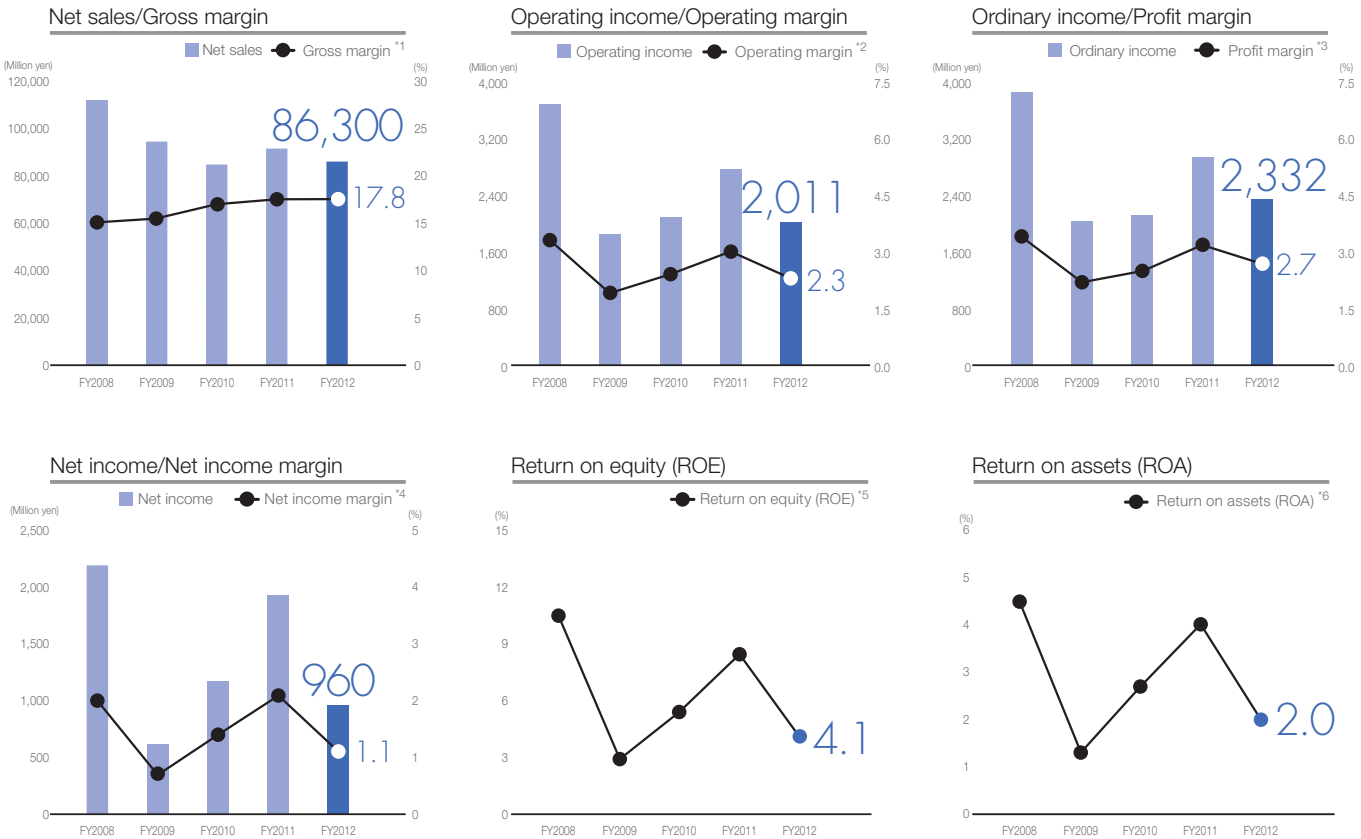 Net sales/Gross margin
Net sales Gross margin *1
(Million yen) (%)
120,000 30
100,000 25
80,000 20
60,000 15
40,000 10
20,000 5
0 0
86,300
17.8
FY2008 FY2009 FY2010 FY2011 FY2012
Operating income/Operating margin
Operating income Operating margin *2
(Million yen) (%)
4,000 7.5
3,200 6.0
2,400 4.5
1,600 3.0
800 1.5
0 0.0
2,011
2.3
FY2008 FY2009 FY2010 FY2011 FY2012
Ordinary income/Profit margin
Ordinary income Profit margin *3
(Million yen) (%)
4,000 7.5
3,200 6.0
2,400 4.5
1,600 3.0
800 1.5
0 0.0
2,332
2.7
FY2008 FY2009 FY2010 FY2011 FY2012
Net income/Net income margin
Net income Net income margin *4
(Million yen) (%)
2,500 5
2,000 4
1,500 3
1,000 2
500 1
0 0
960
1.1
FY2008 FY2009 FY2010 FY2011 FY2012
Return on equity (ROE)
Return on equity (ROE) *5
(%)
15
12
9
6
3
0
4.1
FY2008 FY2009 FY2010 FY2011 FY2012
Return on assets (ROA)
Return on assets (ROA) *6
(%)
6
5
4
3
2
1
0
2.0
FY2008 FY2009 FY2010 FY2011 FY2012